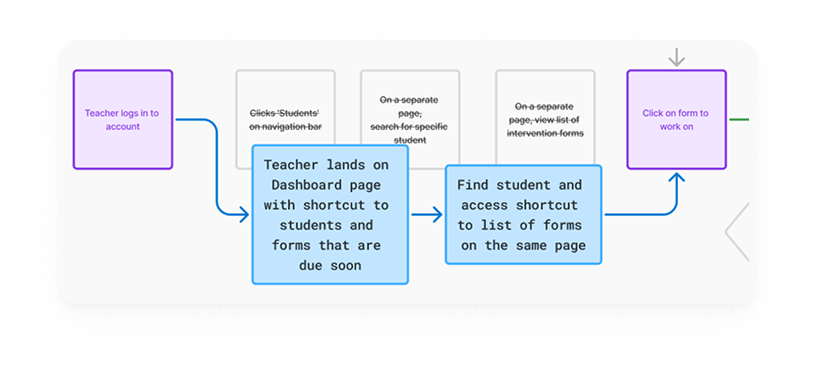 Teacher logs in to
account
Clicks 'Students'
on navigation bar
On a separate
page,
search for specific
student
On a separate
page, view list of
intervention forms
Click on form to
work on
Teacher lands on
Dashboard page
with shortcut to
students and
forms that are
due soon
Find student and
access shortcut
to list of forms
on the same page